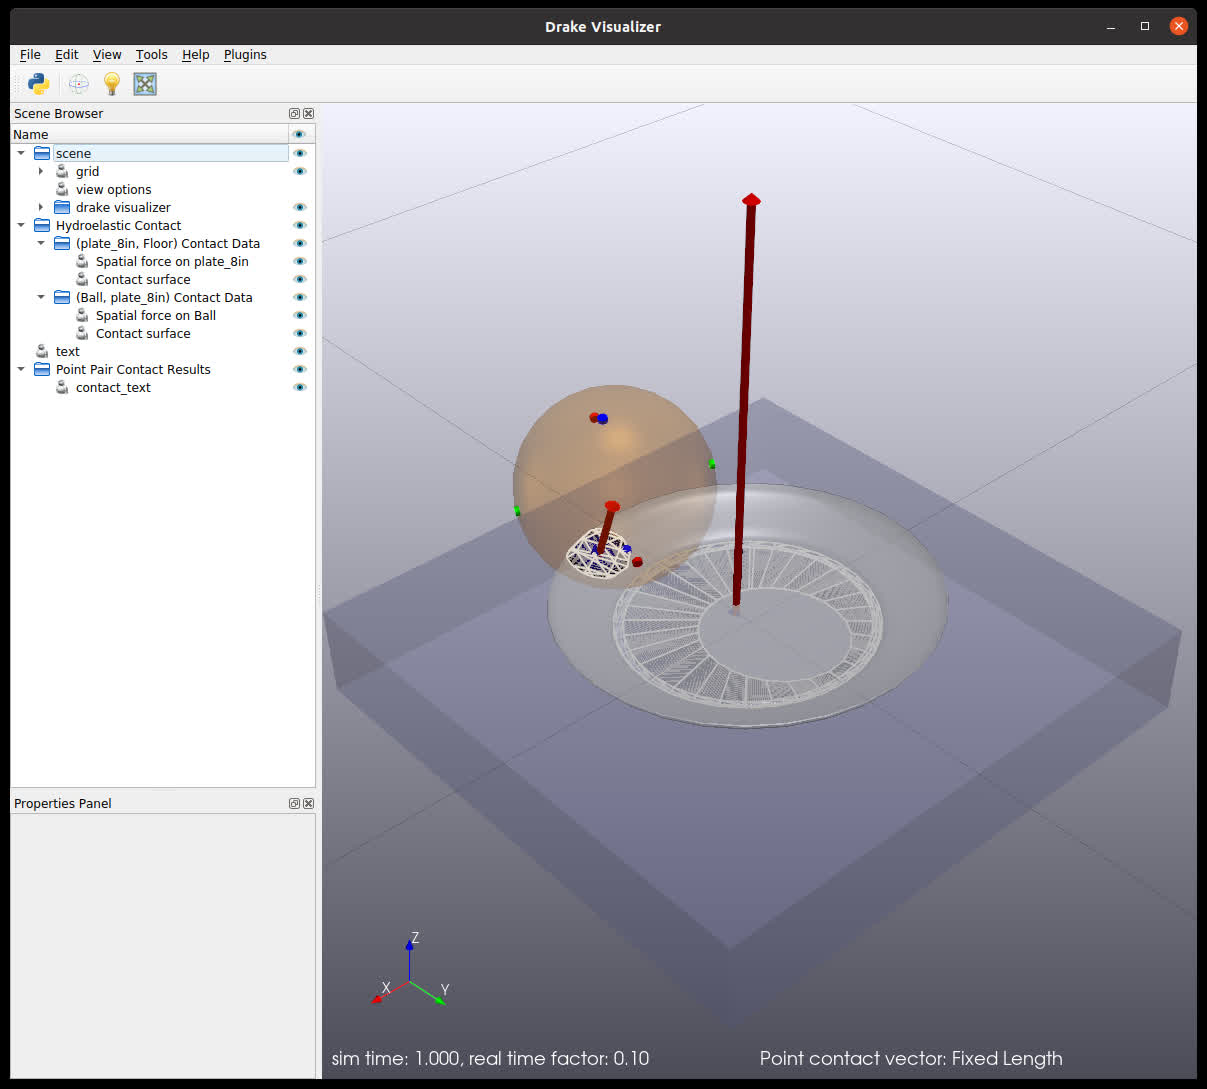 Drake Visualizer
File Edit View Tools Help Plugins
Scene Browser
Name
scene
grid
view options
drake visualizer
Hydroelastic Contact
(plate_8in, Floor) Contact Data
Spatial force on plate_8in
Contact surface
(Ball, plate_8in) Contact Data
Spatial force on Ball
Contact surface
text
Point Pair Contact Results
contact_text
Properties Panel
Z
X
Y
sim time: 1.000, real time factor: 0.10
Point contact vector: Fixed Length